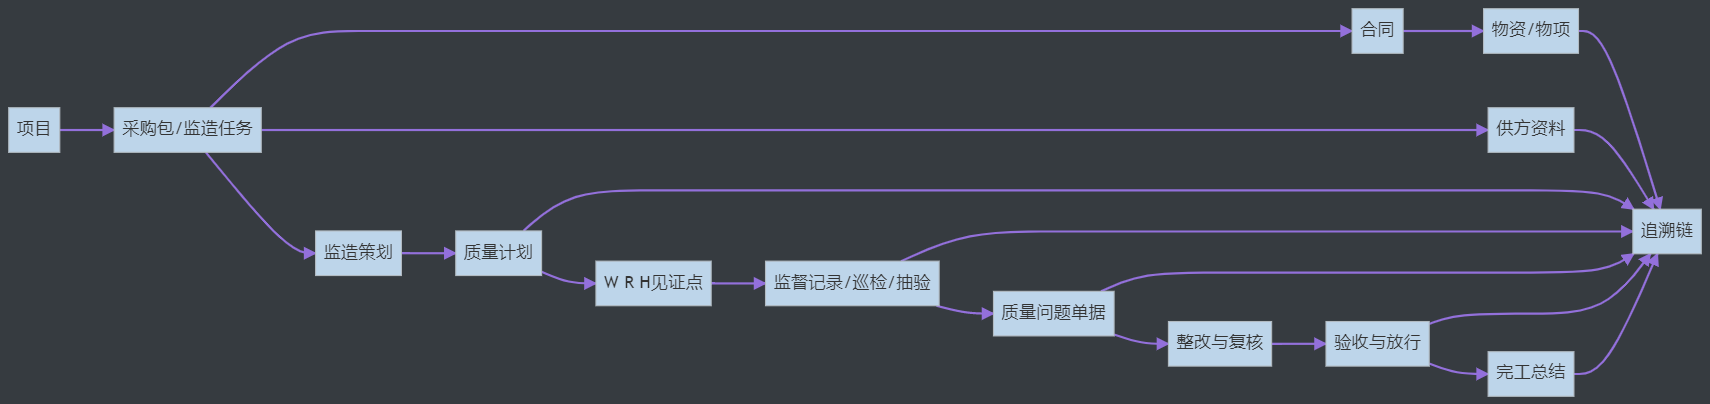 合同
物资/物项
项目
采购包/监造任务
供方资料
追溯链
监造策划
质量计划
W R H见证点
监督记录/巡检/抽验
质量问题单据
整改与复核
验收与放行
完工总结